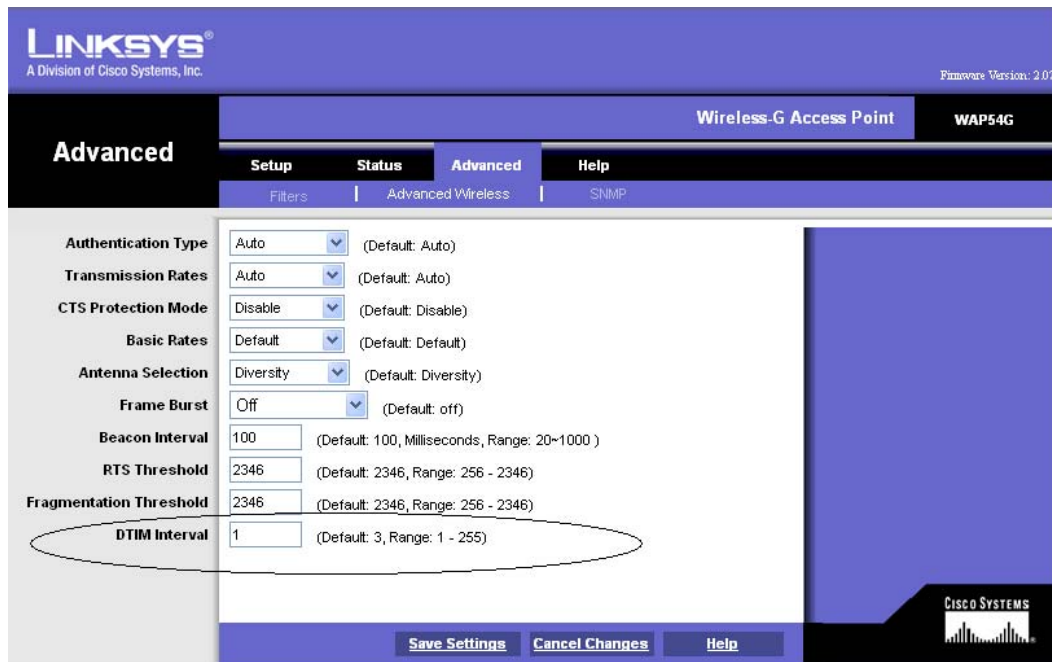 LINKSYS®
A Division of Cisco Systems, Inc.
Firmware Version: 2.07
Wireless-G Access Point WAP54G
Advanced
Setup Status Advanced Help
Filters Advanced Wireless SNMP
Authentication Type Auto (Default: Auto)
Transmission Rates Auto (Default: Auto)
CTS Protection Mode Disable (Default: Disable)
Basic Rates Default (Default: Default)
Antenna Selection Diversity (Default: Diversity)
Frame Burst Off (Default: off)
Beacon Interval 100 (Default: 100, Milliseconds, Range: 20~1000 )
RTS Threshold 2346 (Default: 2346, Range: 256 - 2346)
Fragmentation Threshold 2346 (Default: 2346, Range: 256 - 2346)
DTIM Interval 1 (Default: 3, Range: 1 - 255)
CISCO SYSTEMS
Save Settings Cancel Changes Help